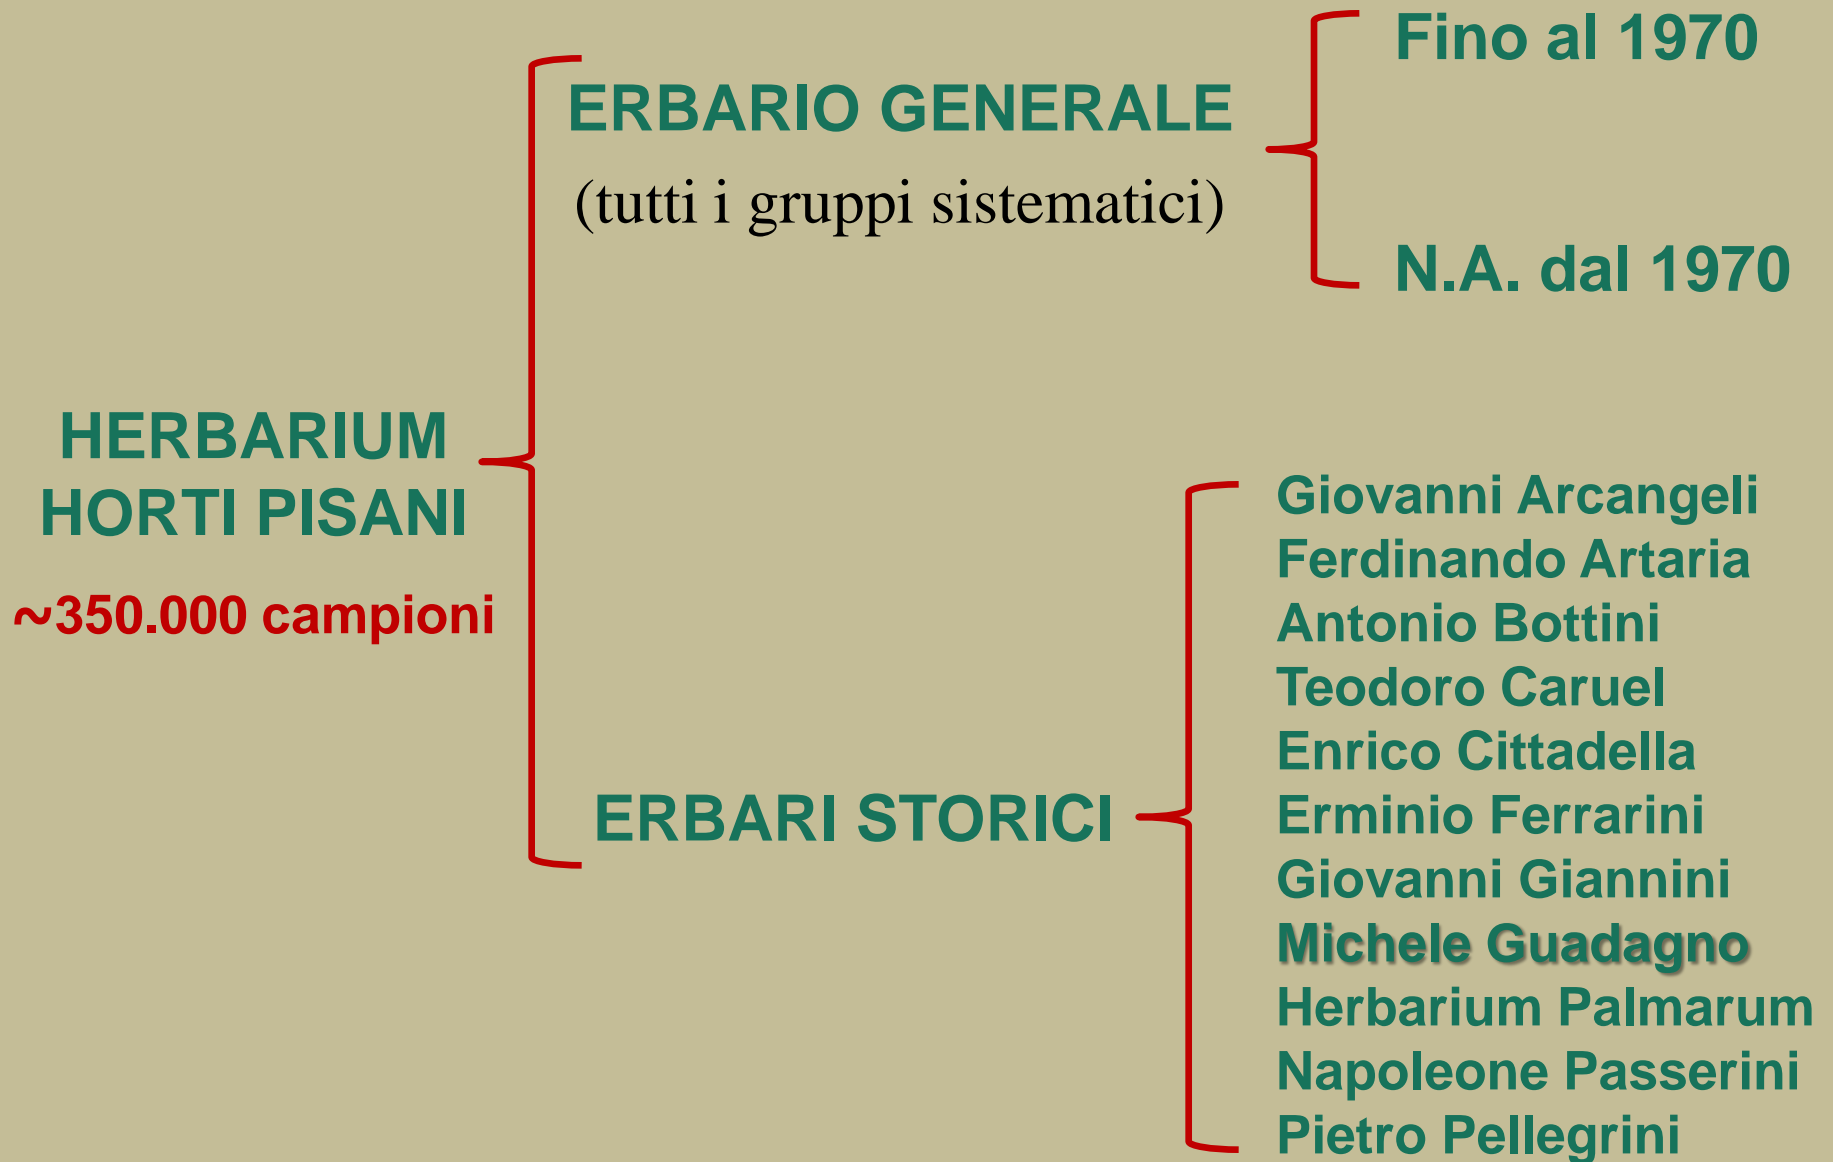 HERBARIUM
HORTI PISANI
~350.000 campioni
ERBARIO GENERALE
(tutti i gruppi sistematici)
Fino al 1970
N.A. dal 1970
ERBARI STORICI
Giovanni Arcangeli
Ferdinando Artaria
Antonio Bottini
Teodoro Caruel
Enrico Cittadella
Erminio Ferrarini
Giovanni Giannini
Michele Guadagno
Herbarium Palmarum
Napoleone Passerini
Pietro Pellegrini